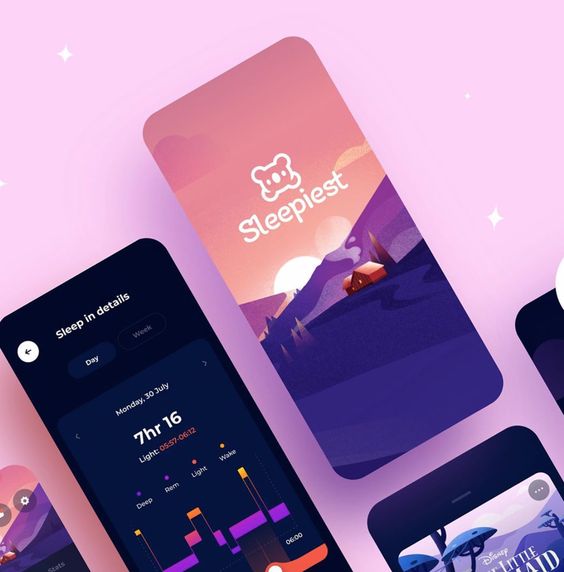 Sleepiest
Sleep in details
Day
Week
Monday, 30 July
7hr 16
Light: 05:57-06:12
Deep
Rem
Light
Wake
06:00
Stats
Disney